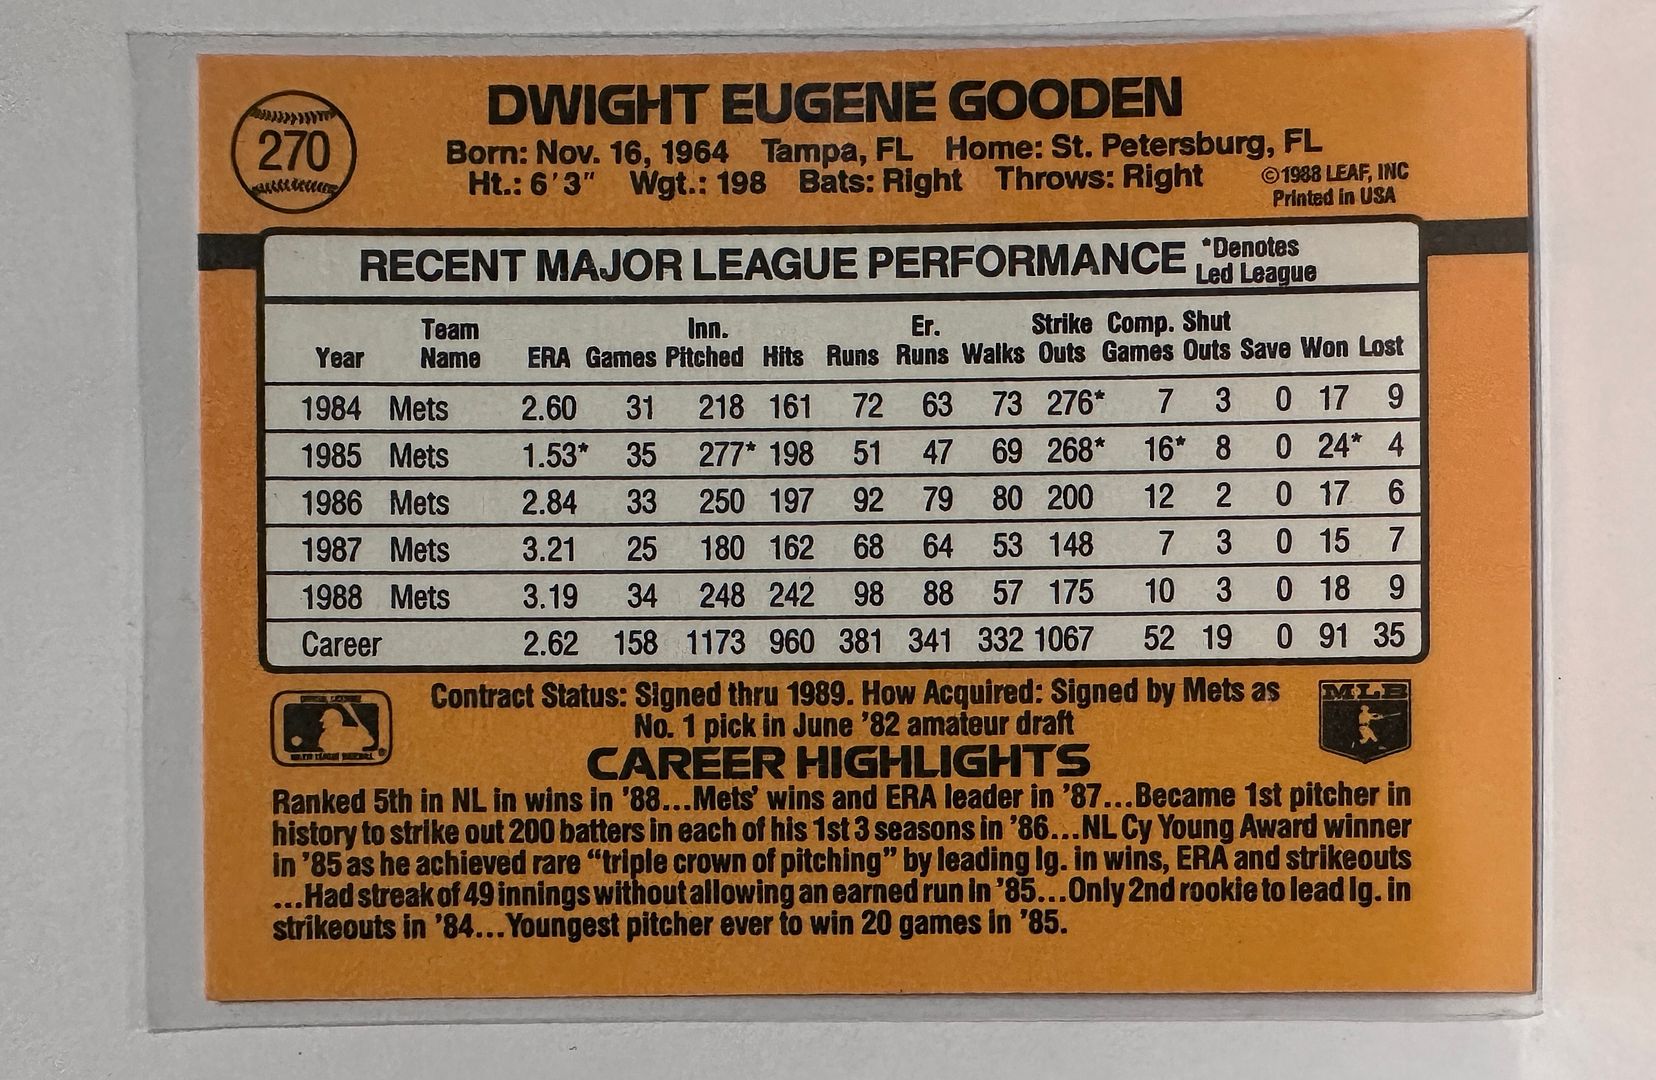 270
DWIGHT EUGENE GOODEN
Born: Nov. 16, 1964 Tampa, FL Home: St. Petersburg, FL
Ht.: 6'3" Wgt.: 198 Bats: Right Throws: Right
©1988 LEAF, INC
Printed in USA
RECENT MAJOR LEAGUE PERFORMANCE
*Denotes
Led League
Year Team Name ERA Games Inn. Pitched Hits Runs Er. Runs Walks Strike Outs Comp. Games Shut Outs Save Won Lost
1984 Mets 2.60 31 218 161 72 63 73 276* 7 3 0 17 9
1985 Mets 1.53* 35 277* 198 51 47 69 268* 16* 8 0 24* 4
1986 Mets 2.84 33 250 197 92 79 80 200 12 2 0 17 6
1987 Mets 3.21 25 180 162 68 64 53 148 7 3 0 15 7
1988 Mets 3.19 34 248 242 98 88 57 175 10 3 0 18 9
Career 2.62 158 1173 960 381 341 332 1067 52 19 0 91 35
Contract Status: Signed thru 1989. How Acquired: Signed by Mets as
No. 1 pick in June '82 amateur draft
MLB
CAREER HIGHLIGHTS
Ranked 5th in NL in wins in '88...Mets' wins and ERA leader in '87...Became 1st pitcher in
history to strike out 200 batters in each of his 1st 3 seasons in '86...NL Cy Young Award winner
in '85 as he achieved rare "triple crown of pitching" by leading lg. in wins, ERA and strikeouts
...Had streak of 49 innings without allowing an earned run in '85...Only 2nd rookie to lead lg. in
strikeouts in '84...Youngest pitcher ever to win 20 games in '85.